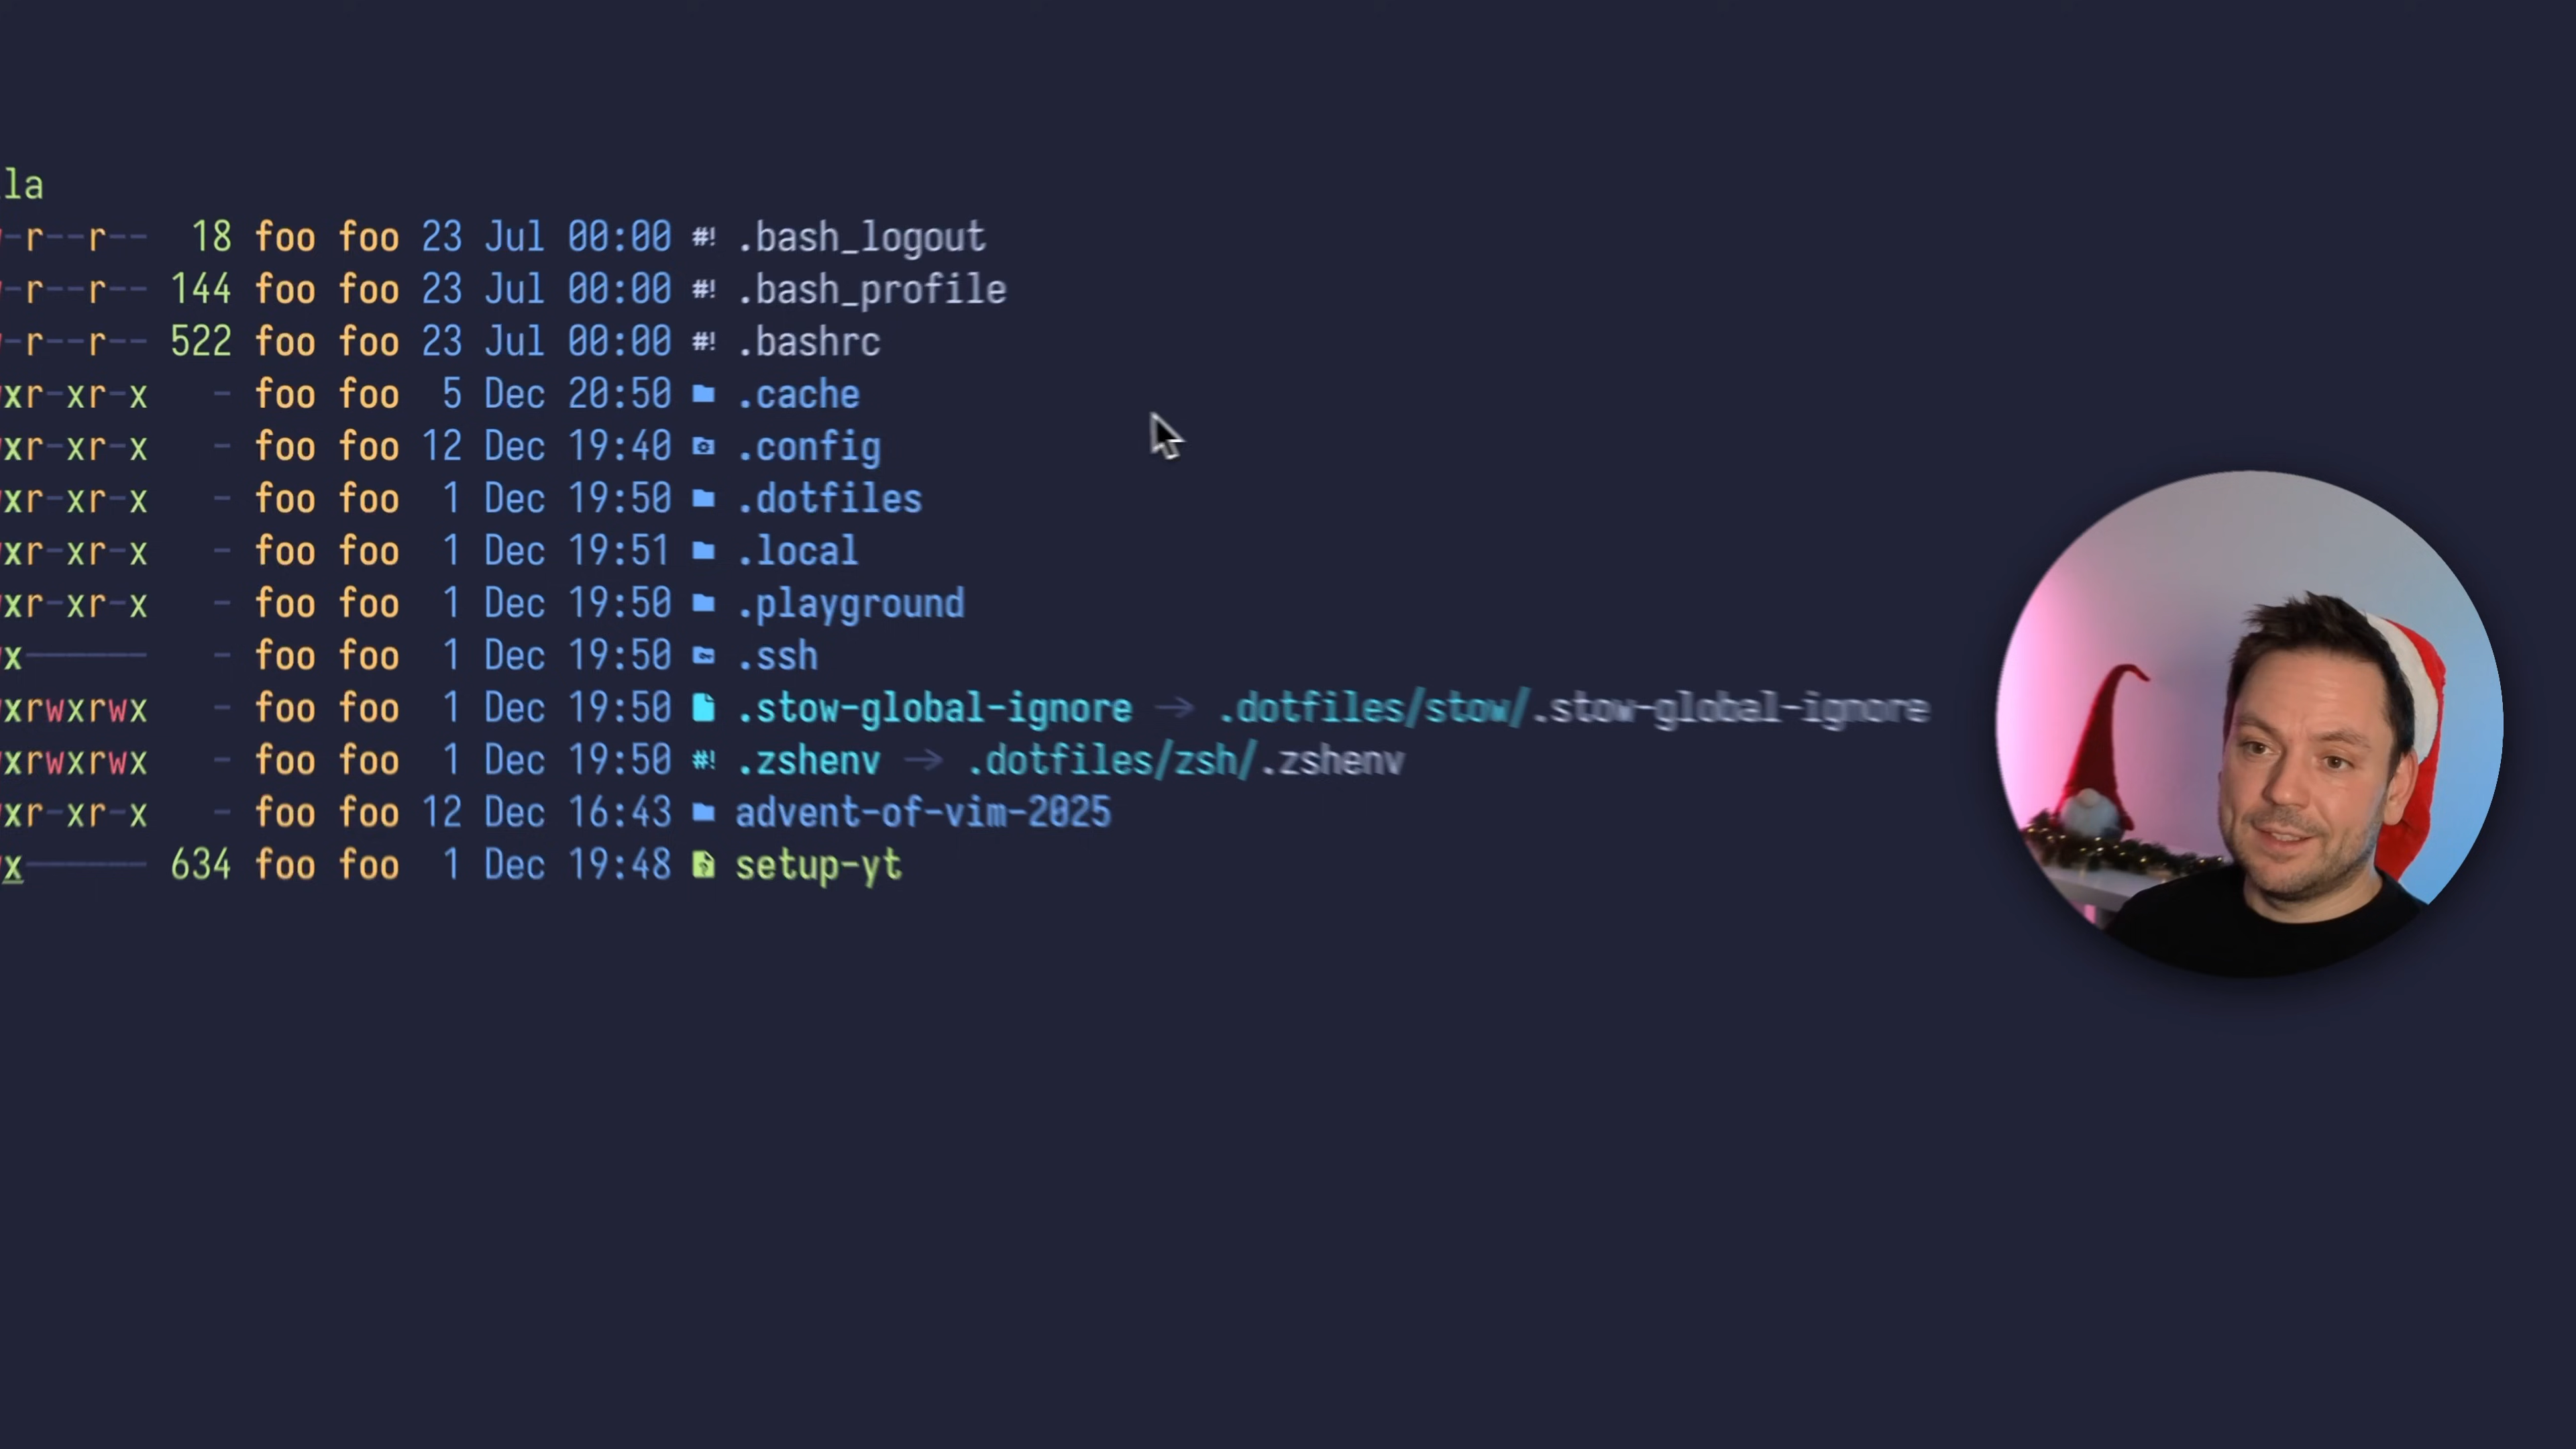 la
-r--r-- 18 foo foo 23 Jul 00:00 #! .bash_logout
-r--r-- 144 foo foo 23 Jul 00:00 #! .bash_profile
-r--r-- 522 foo foo 23 Jul 00:00 #! .bashrc
xr-xr-x - foo foo 5 Dec 20:50 .cache
xr-xr-x - foo foo 12 Dec 19:40 .config
xr-xr-x - foo foo 1 Dec 19:50 .dotfiles
xr-xr-x - foo foo 1 Dec 19:51 .local
xr-xr-x - foo foo 1 Dec 19:50 .playground
x------ - foo foo 1 Dec 19:50 .ssh
xrwxrwx - foo foo 1 Dec 19:50 .stow-global-ignore → .dotfiles/stow/.stow-global-ignore
xrwxrwx - foo foo 1 Dec 19:50 #! .zshenv → .dotfiles/zsh/.zshenv
xr-xr-x - foo foo 12 Dec 16:43 advent-of-vim-2025
x------ 634 foo foo 1 Dec 19:48 setup-yt